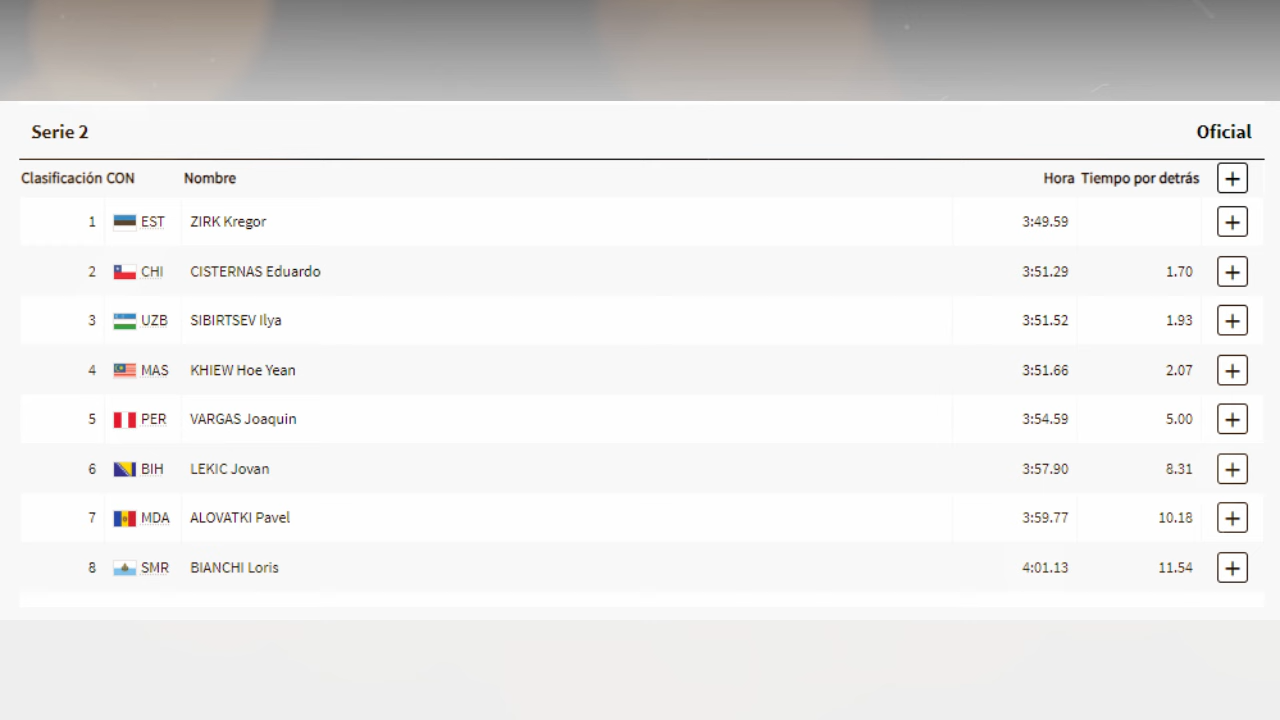 Serie 2 Oficial
Clasificación CON Nombre Hora Tiempo por detrás +
1 EST ZIRK Kregor 3:49.59 +
2 CHI CISTERNAS Eduardo 3:51.29 1.70 +
3 UZB SIBIRTSEV Ilya 3:51.52 1.93 +
4 MAS KHIEW Hoe Yean 3:51.66 2.07 +
5 PER VARGAS Joaquin 3:54.59 5.00 +
6 BIH LEKIC Jovan 3:57.90 8.31 +
7 MDA ALOVATKI Pavel 3:59.77 10.18 +
8 SMR BIANCHI Loris 4:01.13 11.54 +